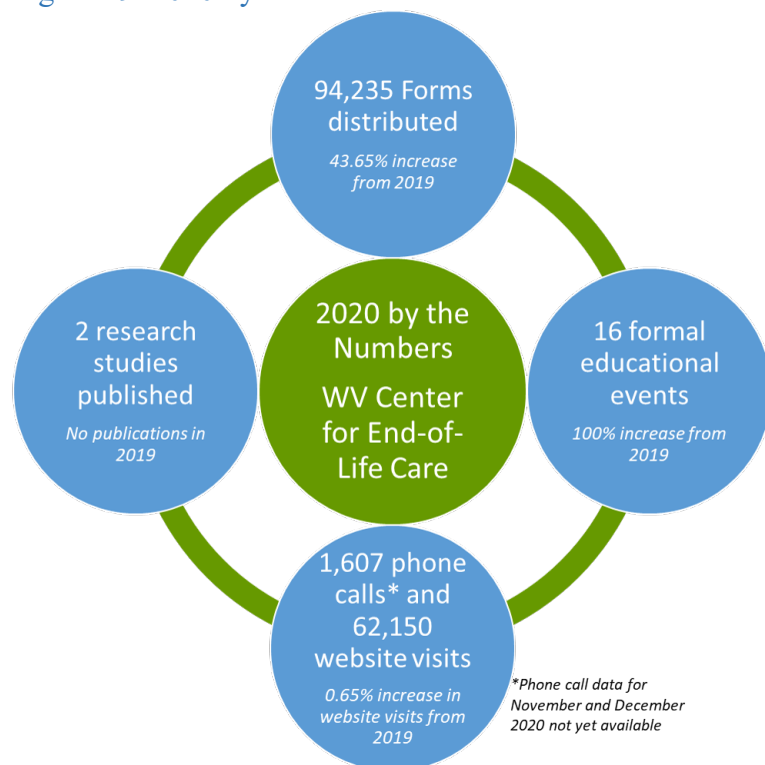 94,235 Forms
distributed
43.65% increase
from 2019
2 research
studies
published
No publications in
2019
2020 by the
Numbers
WV Center
for End-of-
Life Care
16 formal
educational
events
100% increase from
2019
1,607 phone
calls* and
62,150
website visits
0.65% increase in
website visits from
2019
*Phone call data for
November and December
2020 not yet available